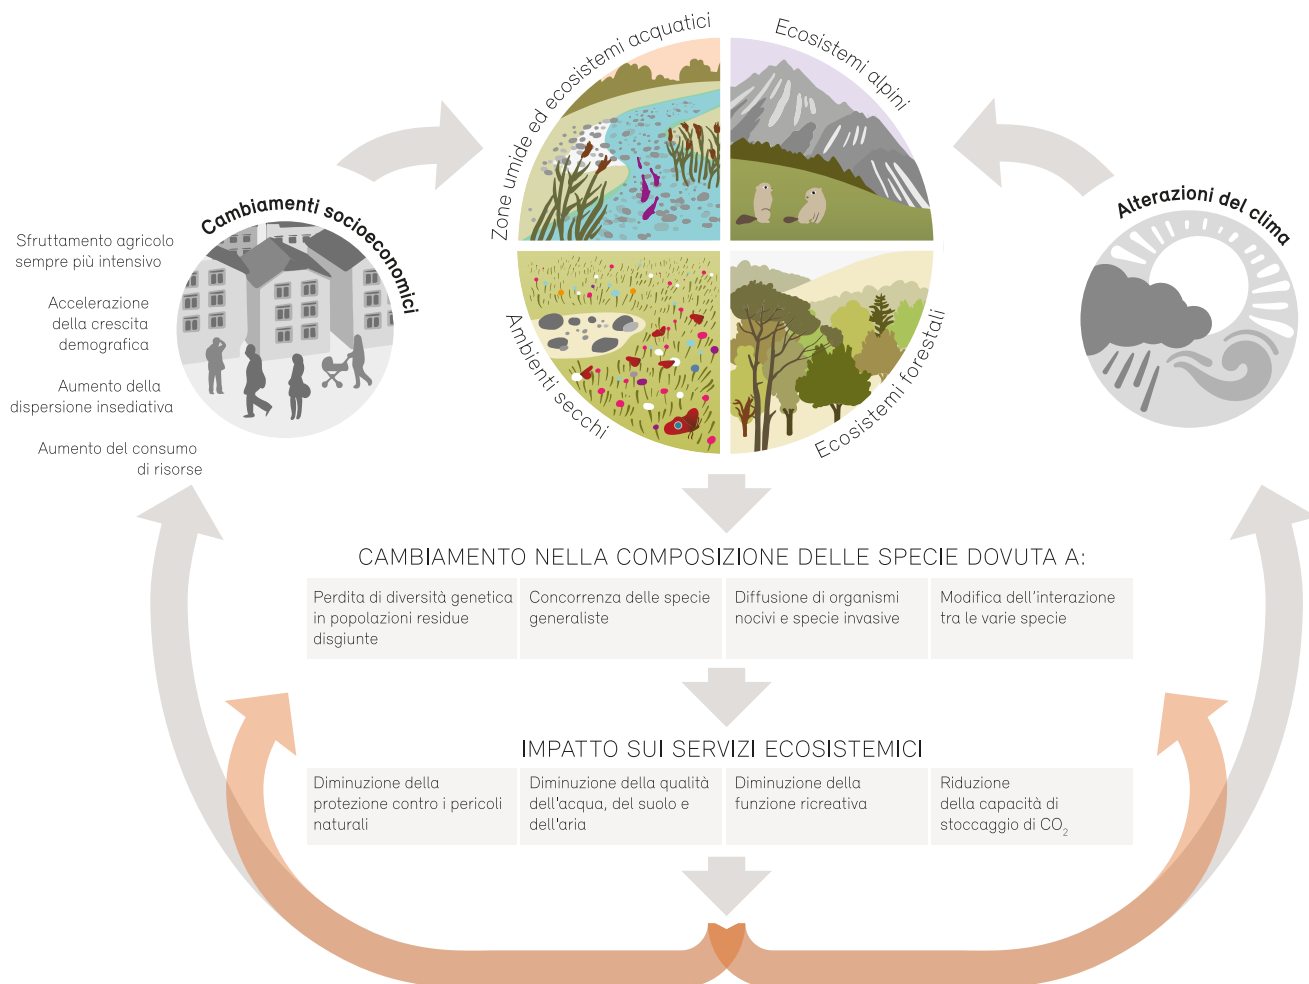 Zone umide ed ecosistemi acquatici
Ecosistemi alpini
Ambienti secchi
Ecosistemi forestali
Cambiamenti socioeconomici
Sfruttamento agricolo
sempre più intensivo
Accelerazione
della crescita
demografica
Aumento della
dispersione insediativa
Aumento del consumo
di risorse
Alterazioni del clima
CAMBIAMENTO NELLA COMPOSIZIONE DELLE SPECIE DOVUTA A:
Perdita di diversità genetica
in popolazioni residue
disgiunte
Concorrenza delle specie
generaliste
Diffusione di organismi
nocivi e specie invasive
Modifica dell'interazione
tra le varie specie
IMPATTO SUI SERVIZI ECOSISTEMICI
Diminuzione della
protezione contro i pericoli
naturali
Diminuzione della qualità
dell'acqua, del suolo e
dell'aria
Diminuzione della
funzione ricreativa
Riduzione
della capacità di
stoccaggio di CO₂